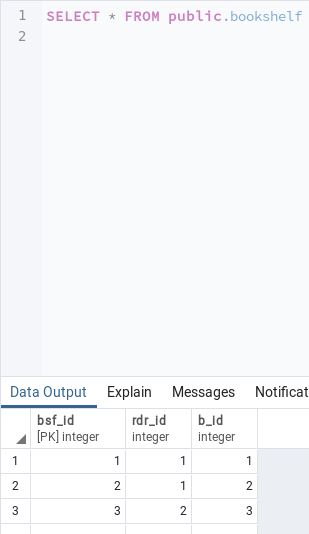 1 SELECT * FROM public.bookshelf
2
Data Output Explain Messages Notificat
bsf_id rdr_id b_id
[PK] integer integer integer
1 1 1 1
2 2 1 2
3 3 2 3